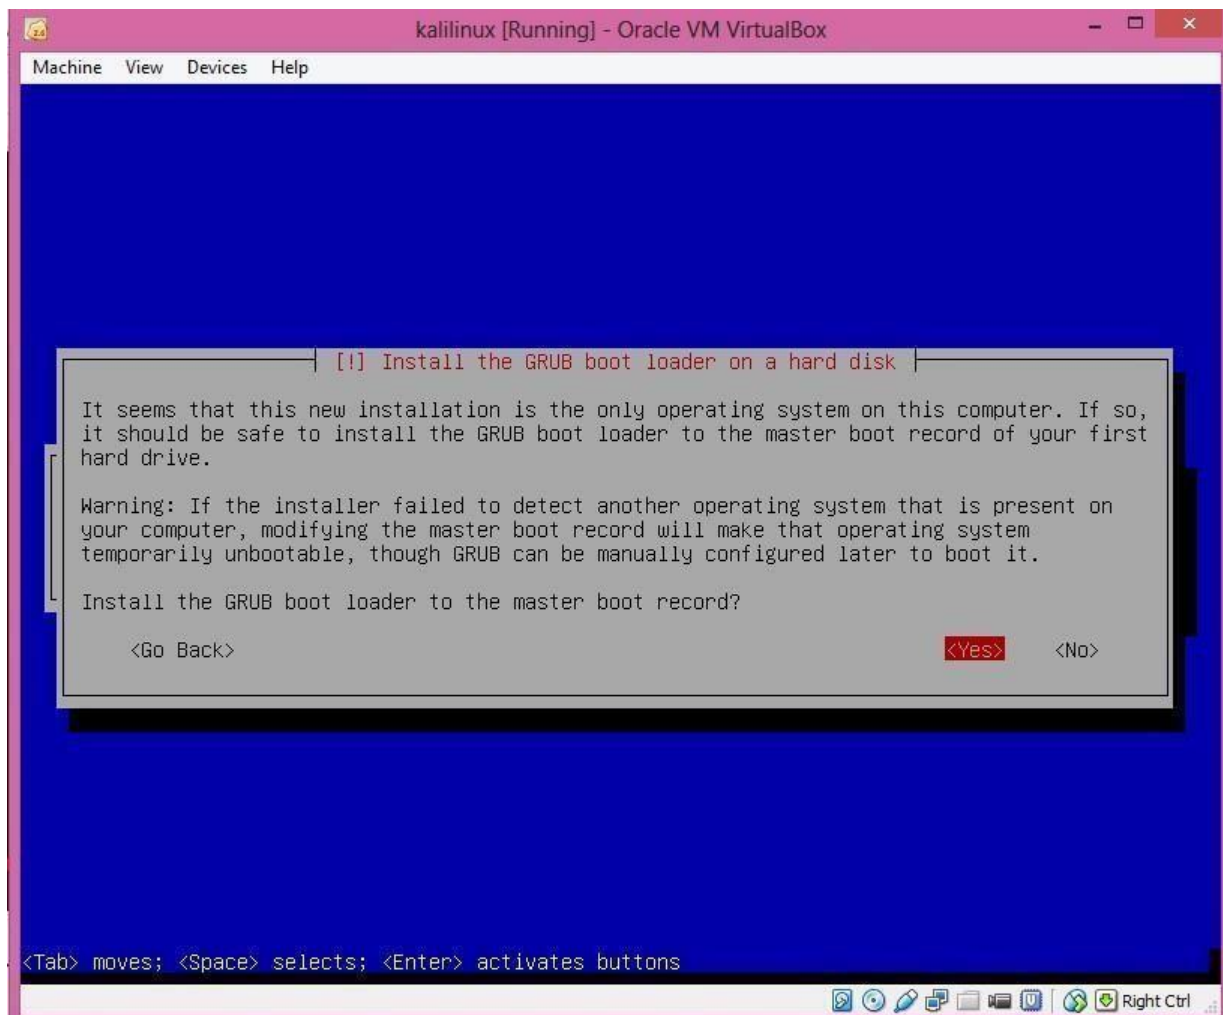 kalilinux [Running] - Oracle VM VirtualBox
Machine View Devices Help
[!] Install the GRUB boot loader on a hard disk
It seems that this new installation is the only operating system on this computer. If so,
it should be safe to install the GRUB boot loader to the master boot record of your first
hard drive.
Warning: If the installer failed to detect another operating system that is present on
your computer, modifying the master boot record will make that operating system
temporarily unbootable, though GRUB can be manually configured later to boot it.
Install the GRUB boot loader to the master boot record?
<Go Back> <Yes> <No>
<Tab> moves; <Space> selects; <Enter> activates buttons
Right Ctrl